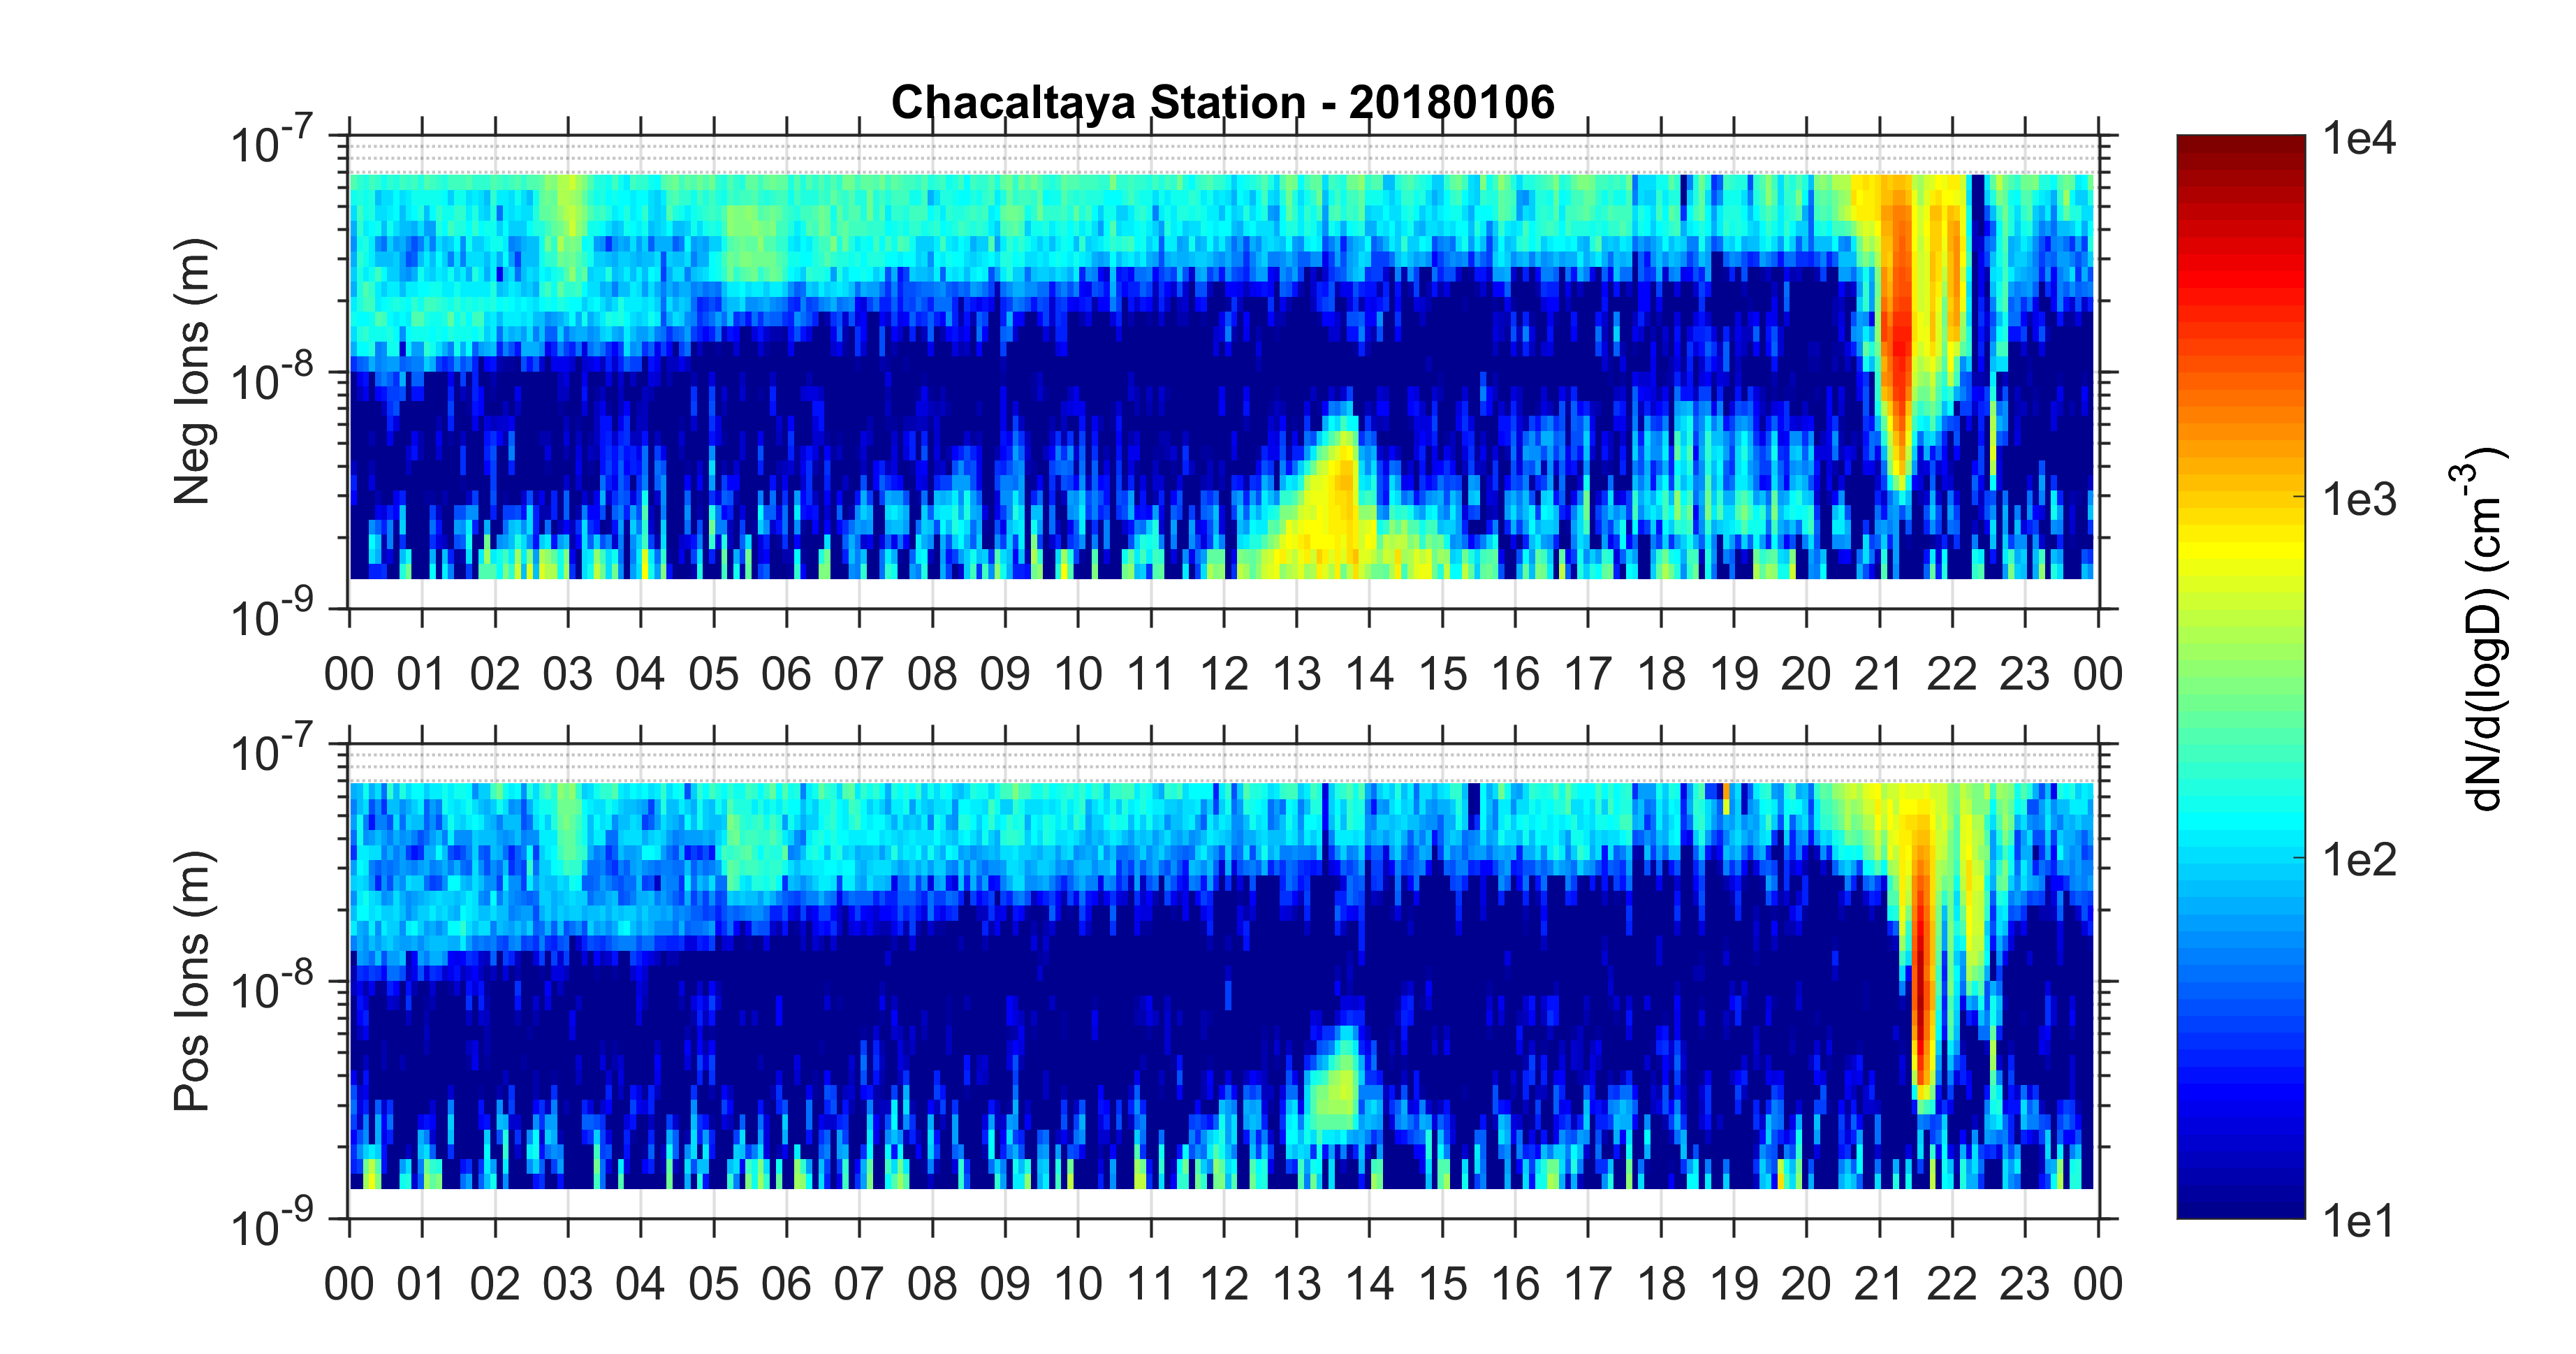 Chacaltaya Station - 20180106
10-7
10-8
10-9
Neg Ions (m)
00 01 02 03 04 05 06 07 08 09 10 11 12 13 14 15 16 17 18 19 20 21 22 23 00
10-7
10-8
10-9
Pos Ions (m)
00 01 02 03 04 05 06 07 08 09 10 11 12 13 14 15 16 17 18 19 20 21 22 23 00
1e4
1e3
1e2
1e1
dN/d(logD) (cm-3)